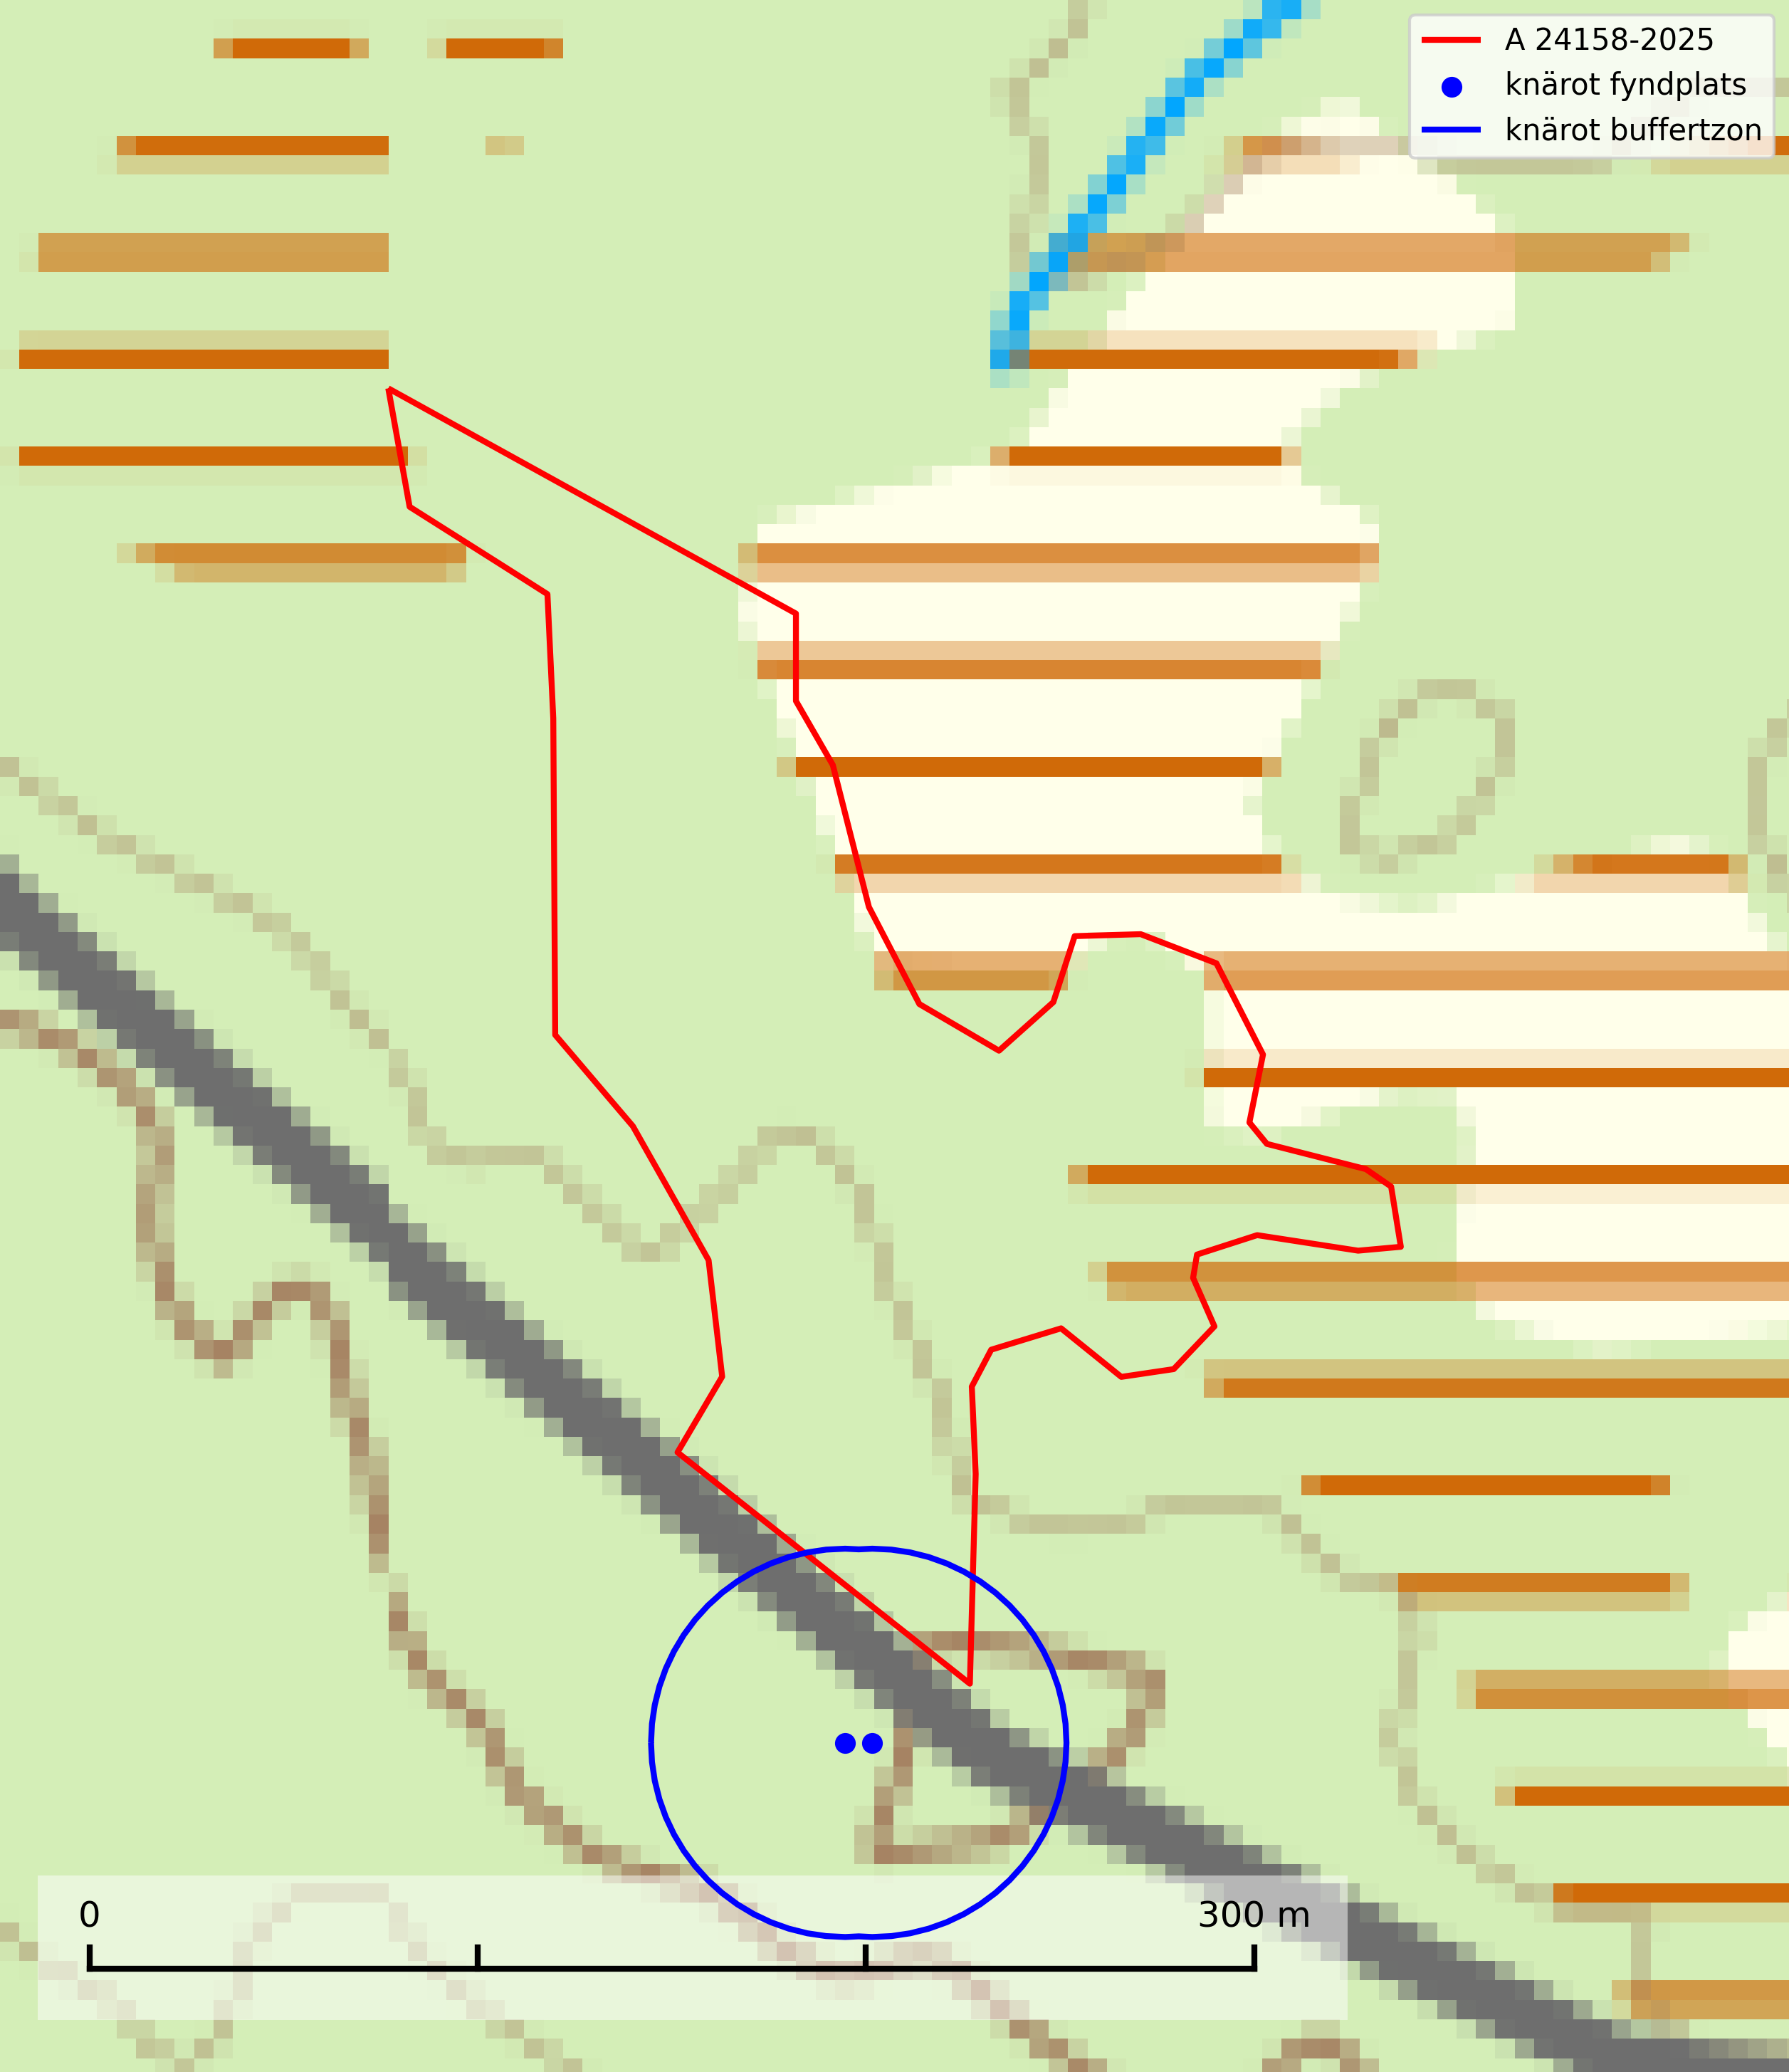 A 24158-2025
knärot fyndplats
knärot buffertzon
0
300 m